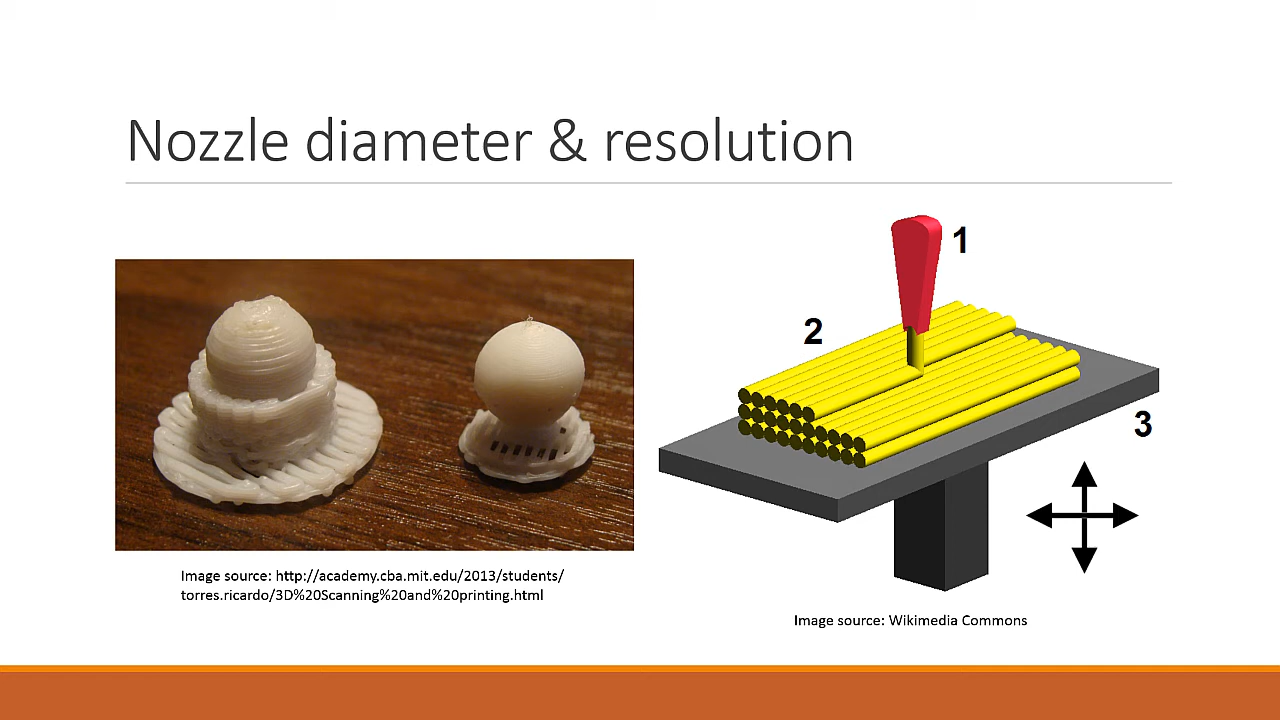 Nozzle diameter & resolution
1
2
3
Image source: http://academy.cba.mit.edu/2013/students/
torres.ricardo/3D%20Scanning%20and%20printing.html
Image source: Wikimedia Commons